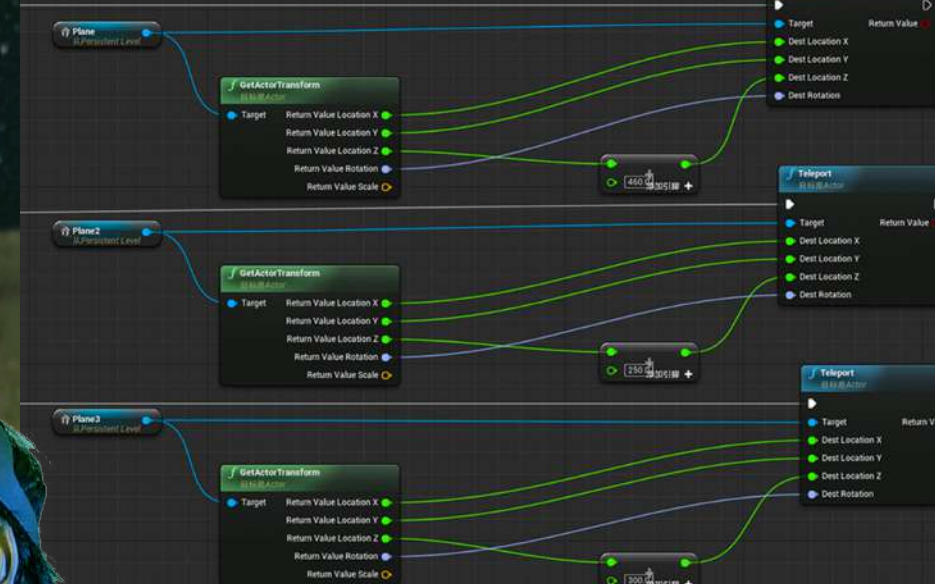 Plane
从Persistent Level
Target
Return Value
Dest Location X
Dest Location Y
Dest Location Z
Dest Rotation
GetActorTransform
目标是Actor
Target
Return Value Location X
Return Value Location Y
Return Value Location Z
Return Value Rotation
Return Value Scale
460.0
添加引脚 +
Teleport
目标是Actor
Plane2
从Persistent Level
Target
Return Value
Dest Location X
Dest Location Y
Dest Location Z
Dest Rotation
GetActorTransform
目标是Actor
Target
Return Value Location X
Return Value Location Y
Return Value Location Z
Return Value Rotation
Return Value Scale
250.0
添加引脚 +
Teleport
目标是Actor
Plane3
从Persistent Level
Target
Return V
Dest Location X
Dest Location Y
Dest Location Z
Dest Rotation
GetActorTransform
目标是Actor
Target
Return Value Location X
Return Value Location Y
Return Value Location Z
Return Value Rotation
Return Value Scale
300.0
添加引脚 +